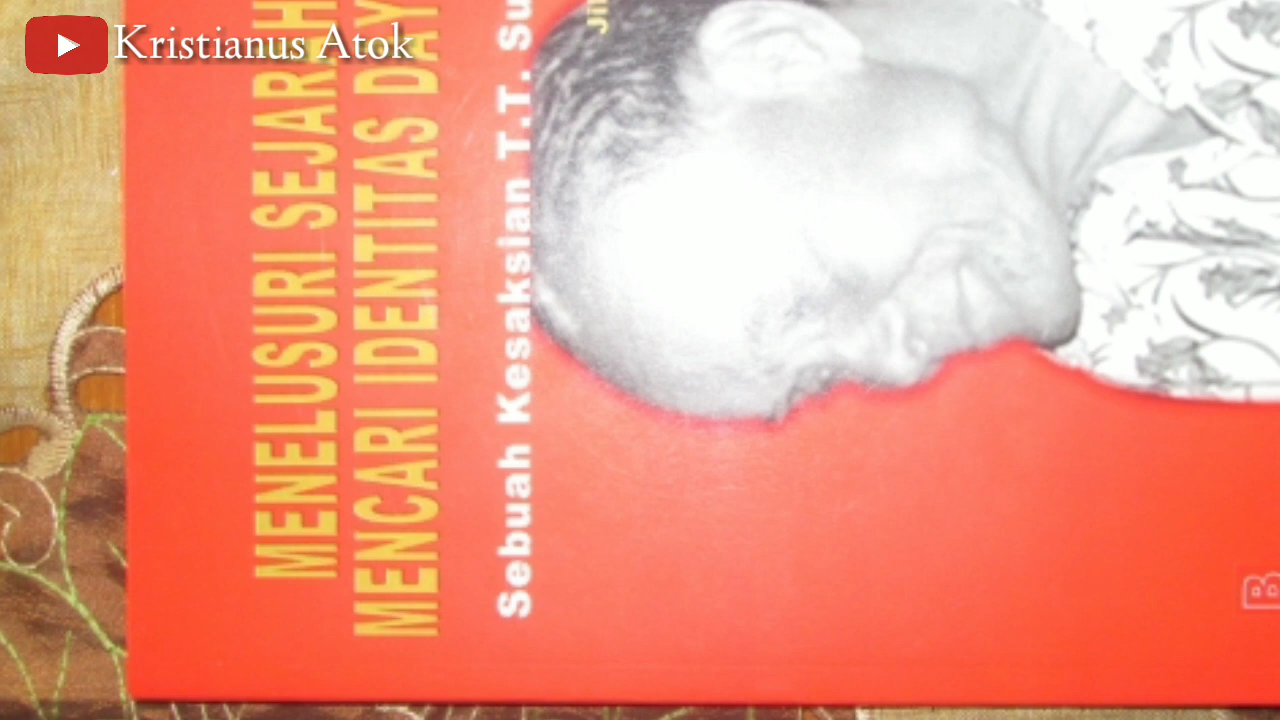 Kristianus Atok
MENELUSURI SEJARAH
MENCARI IDENTITAS DAY
Sebuah Kesaksian T.T. Su
B